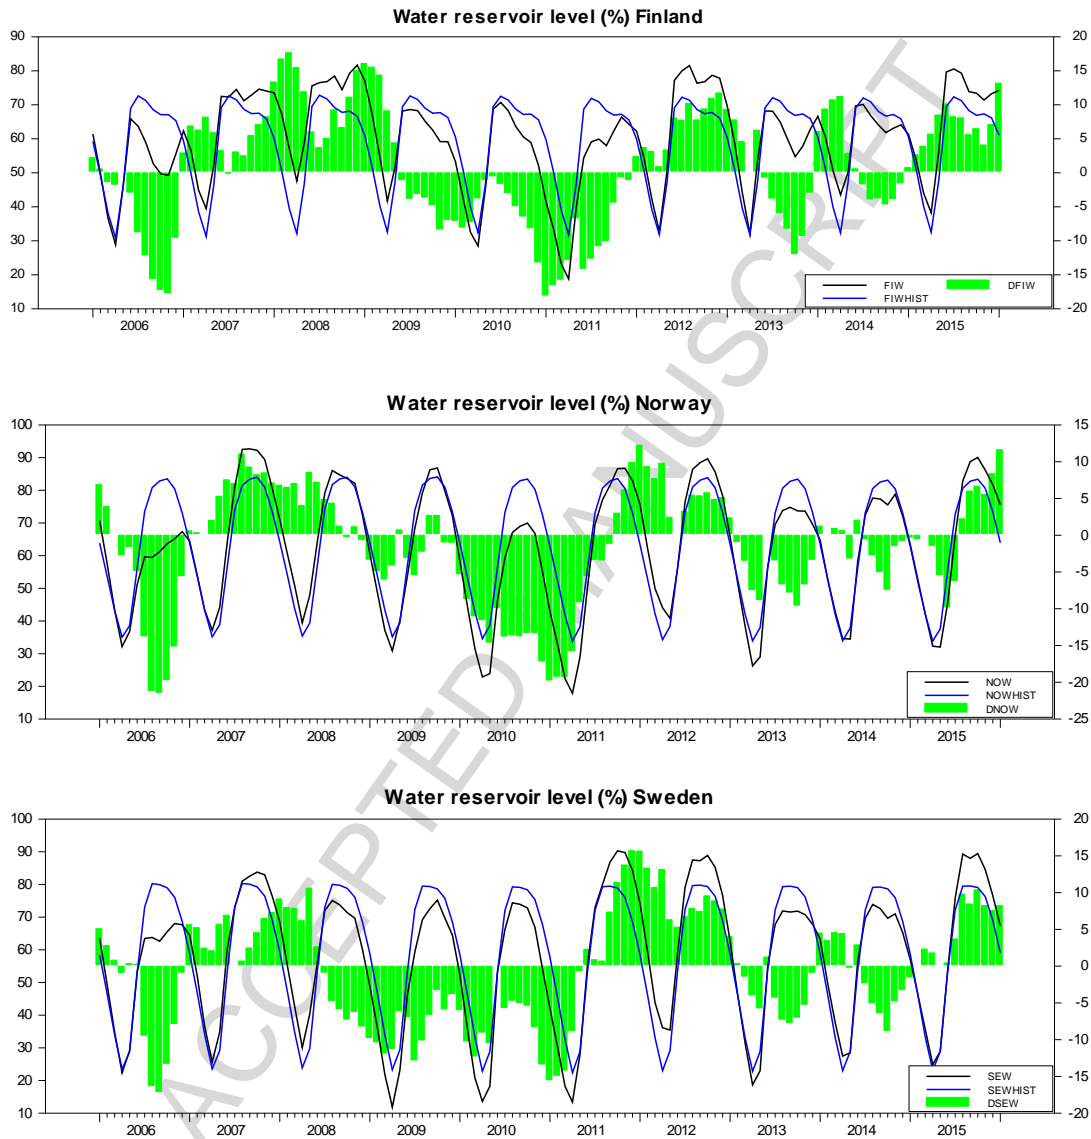 Water reservoir level (%) Finland
90 80 70 60 50 40 30 20 10
20 15 10 5 0 -5 -10 -15 -20
FIW DFIW
FIWHIST
2006 2007 2008 2009 2010 2011 2012 2013 2014 2015
Water reservoir level (%) Norway
100 90 80 70 60 50 40 30 20 10
15 10 5 0 -5 -10 -15 -20 -25
NOW
NOWHIST
DNOW
2006 2007 2008 2009 2010 2011 2012 2013 2014 2015
Water reservoir level (%) Sweden
100 90 80 70 60 50 40 30 20 10
20 15 10 5 0 -5 -10 -15 -20
SEW
SEWHIST
DSEW
2006 2007 2008 2009 2010 2011 2012 2013 2014 2015
ACCEPTED MANUSCRIPT